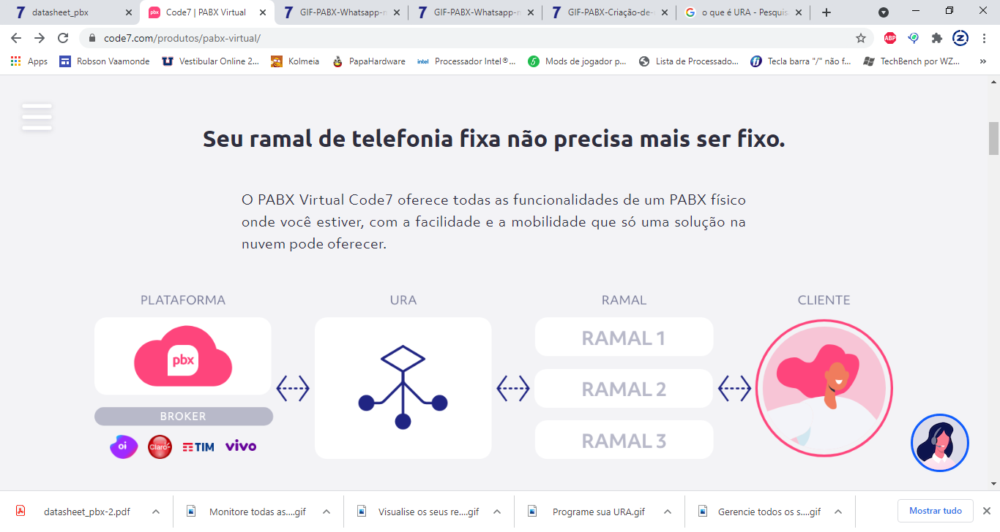 datasheet_pbx
Code7 | PABX Virtual
GIF-PABX-Whatsapp-n
GIF-PABX-Whatsapp-n
GIF-PABX-Criação-de-
o que é URA - Pesquis
code7.com/produtos/pabx-virtual/
ABP
Apps
Robson Vaamonde
Vestibular Online 2...
Kolmeia
PapaHardware
intel
Processador Intel®...
Mods de jogador p...
Lista de Processado...
Tecla barra "/" não f...
TechBench por WZ...
Seu ramal de telefonia fixa não precisa mais ser fixo.
O PABX Virtual Code7 oferece todas as funcionalidades de um PABX físico
onde você estiver, com a facilidade e a mobilidade que só uma solução na
nuvem pode oferecer.
PLATAFORMA
URA
RAMAL
CLIENTE
pbx
RAMAL 1
RAMAL 2
RAMAL 3
BROKER
oi
Claro
TIM
vivo
datasheet_pbx-2.pdf
Monitore todas as....gif
Visualise os seus re....gif
Programe sua URA.gif
Gerencie todos os s....gif
Mostrar tudo